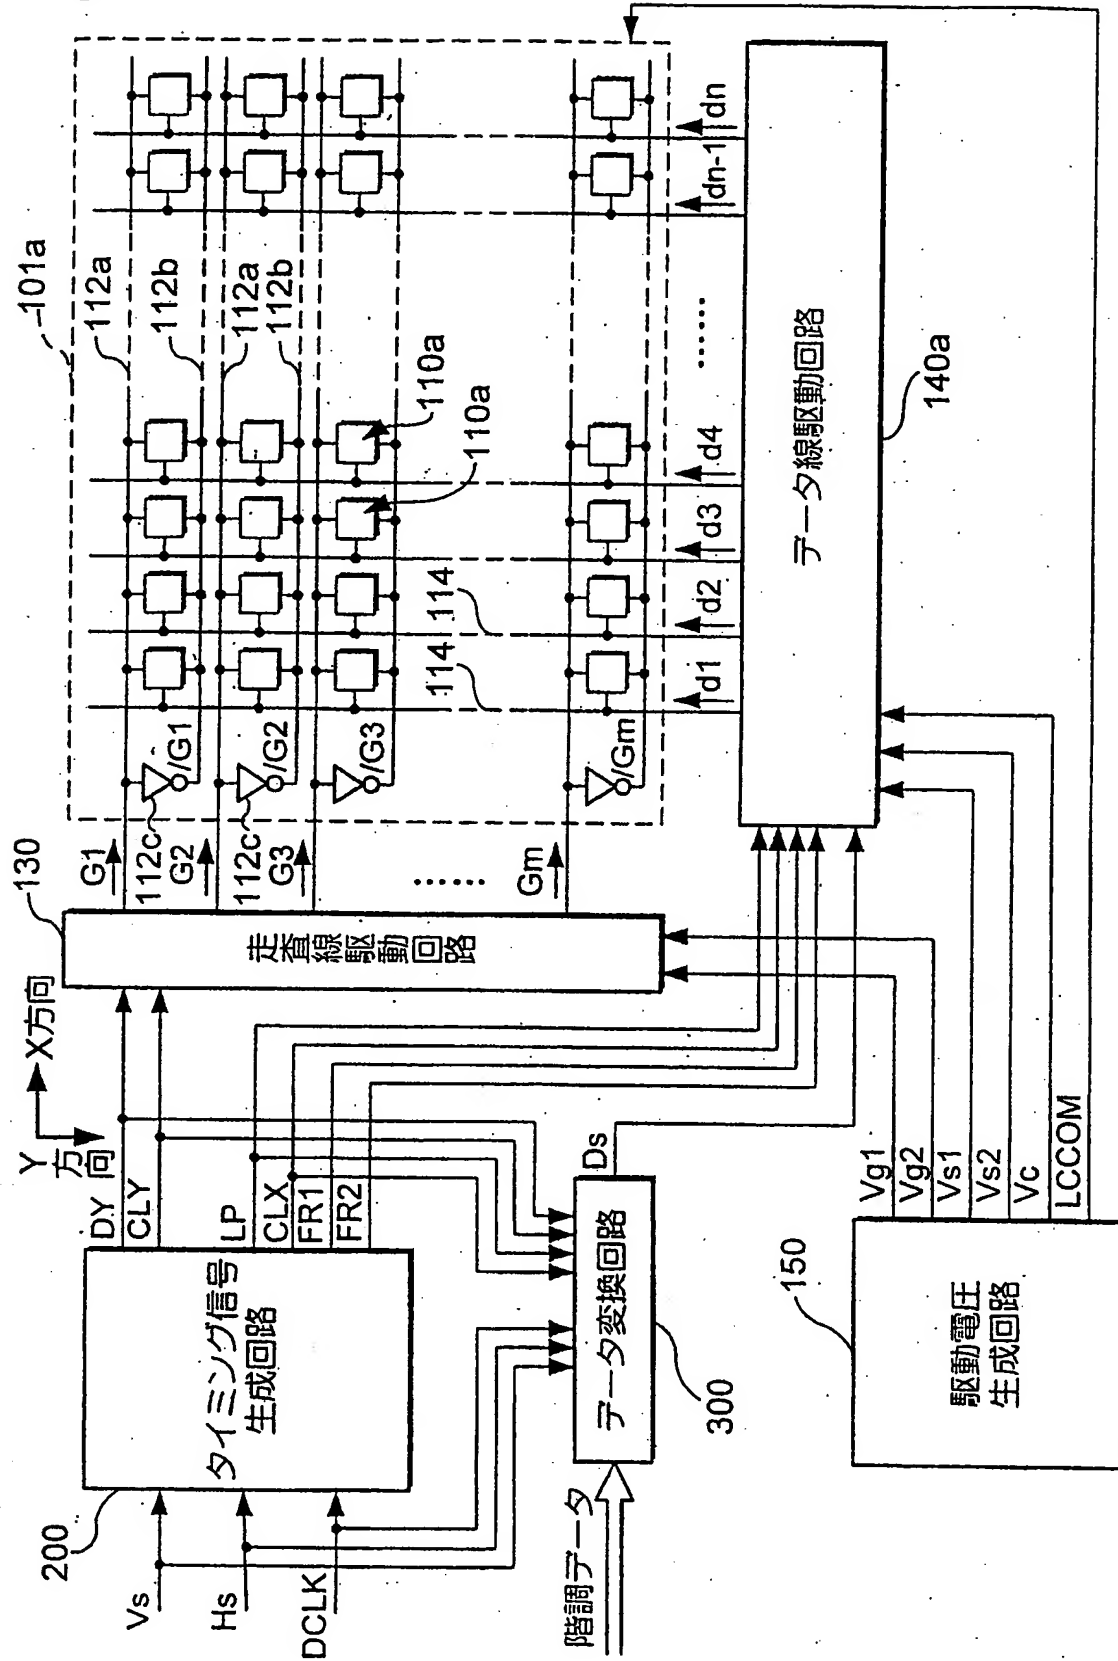 101a
112a
112b
112a
112b
110a
110a
114
114
130
X方向
Y
方向
G1
112c
/G1
G2
112c
/G2
G3
/G3
……
Gm
/Gm
走査線駆動回路
d1
d2
d3
d4
……
dn-1
dn
データ線駆動回路
140a
200
Vs
Hs
DCLK
タイミング信号
生成回路
DY
CLY
LP
CLX
FR1
FR2
階調データ
データ変換回路
300
Ds
150
駆動電圧
生成回路
Vg1
Vg2
Vs1
Vs2
Vc
LCCOM